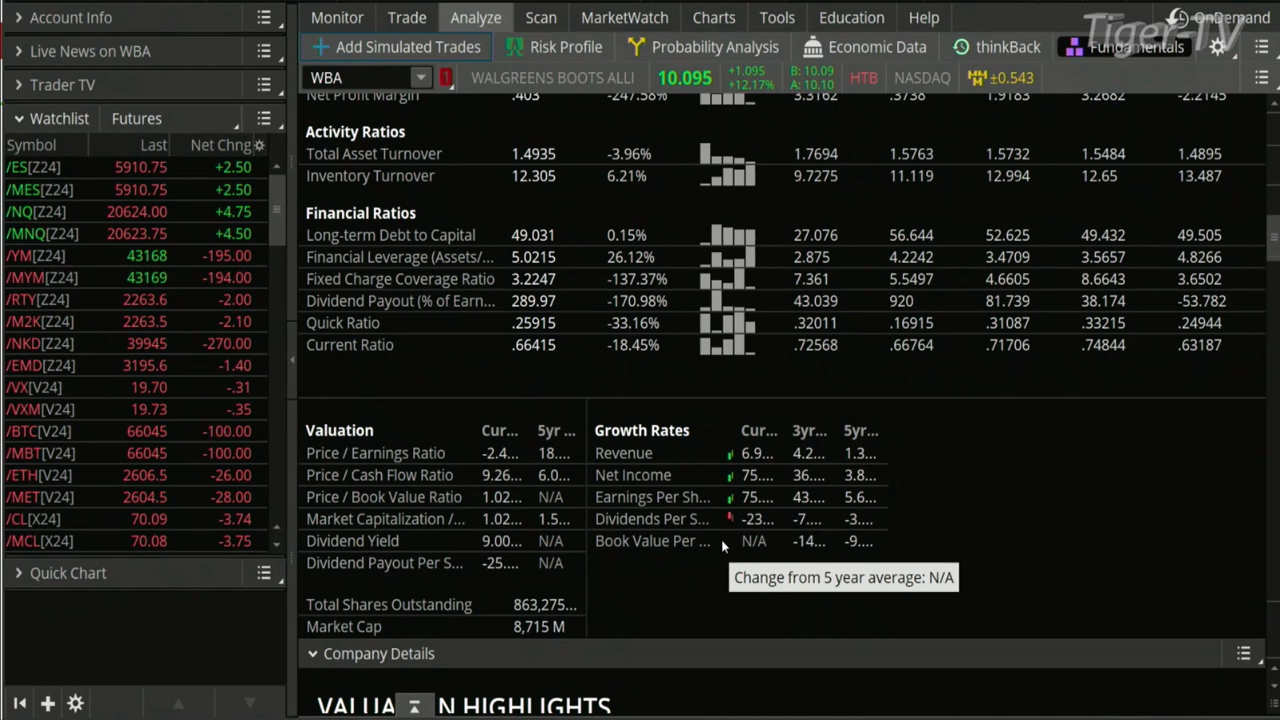 Account Info Monitor Trade Analyze Scan MarketWatch Charts Tools Education Help OnDemand
Tiger-TV
Live News on WBA Add Simulated Trades Risk Profile Probability Analysis Economic Data thinkBack Fundamentals
Trader TV WBA 1 WALGREENS BOOTS ALLI 10.095 +1.095 +12.17% B: 10.09 A: 10.10 HTB NASDAQ ±0.543
Net Profit Margin .403 -247.58% 3.3162 .3738 1.9183 3.2682 -2.2145
Watchlist Futures
Activity Ratios
Symbol Last Net Chng
Total Asset Turnover 1.4935 -3.96% 1.7694 1.5763 1.5732 1.5484 1.4895
Inventory Turnover 12.305 6.21% 9.7275 11.119 12.994 12.65 13.487
Financial Ratios
Long-term Debt to Capital 49.031 0.15% 27.076 56.644 52.625 49.432 49.505
Financial Leverage (Assets/... 5.0215 26.12% 2.875 4.2242 3.4709 3.5657 4.8266
Fixed Charge Coverage Ratio 3.2247 -137.37% 7.361 5.5497 4.6605 8.6643 3.6502
Dividend Payout (% of Earn... 289.97 -170.98% 43.039 920 81.739 38.174 -53.782
Quick Ratio .25915 -33.16% .32011 .16915 .31087 .33215 .24944
Current Ratio .66415 -18.45% .72568 .66764 .71706 .74844 .63187
/ES[Z24] 5910.75 +2.50
/MES[Z24] 5910.75 +2.50
/NQ[Z24] 20624.00 +4.75
/MNQ[Z24] 20623.75 +4.50
/YM[Z24] 43168 -195.00
/MYM[Z24] 43169 -194.00
/RTY[Z24] 2263.6 -2.00
/M2K[Z24] 2263.5 -2.10
/NKD[Z24] 39945 -270.00
/EMD[Z24] 3195.6 -1.40
/VX[V24] 19.70 -.31
/VXM[V24] 19.73 -.35
/BTC[V24] 66045 -100.00
/MBT[V24] 66045 -100.00
/ETH[V24] 2606.5 -26.00
/MET[V24] 2604.5 -28.00
/CL[X24] 70.09 -3.74
/MCL[X24] 70.08 -3.75
Quick Chart
Valuation Cur... 5yr ...
Price / Earnings Ratio -2.4... 18....
Price / Cash Flow Ratio 9.26... 6.0...
Price / Book Value Ratio 1.02... N/A
Market Capitalization /... 1.02... 1.5...
Dividend Yield 9.00... N/A
Dividend Payout Per S... -25.... N/A
Total Shares Outstanding 863,275...
Market Cap 8,715 M
Growth Rates Cur... 3yr... 5yr...
Revenue 6.9... 4.2... 1.3...
Net Income 75.... 36.... 3.8...
Earnings Per Sh... 75.... 43.... 5.6...
Dividends Per S... -23... -7.... -3....
Book Value Per ... N/A -14... -9....
Change from 5 year average: N/A
Company Details
VALUA N HIGHLIGHTS